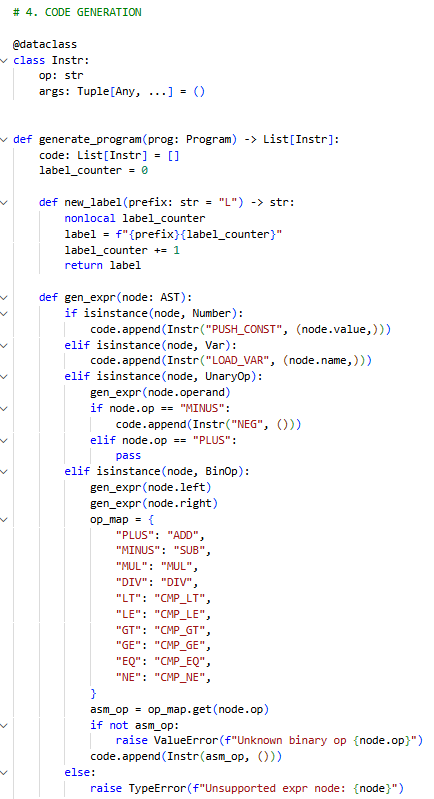 # 4. CODE GENERATION

@dataclass
class Instr:
    op: str
    args: Tuple[Any, ...] = ()


def generate_program(prog: Program) -> List[Instr]:
    code: List[Instr] = []
    label_counter = 0

    def new_label(prefix: str = "L") -> str:
        nonlocal label_counter
        label = f"{prefix}{label_counter}"
        label_counter += 1
        return label

    def gen_expr(node: AST):
        if isinstance(node, Number):
            code.append(Instr("PUSH_CONST", (node.value,)))
        elif isinstance(node, Var):
            code.append(Instr("LOAD_VAR", (node.name,)))
        elif isinstance(node, UnaryOp):
            gen_expr(node.operand)
            if node.op == "MINUS":
                code.append(Instr("NEG", ()))
            elif node.op == "PLUS":
                pass
        elif isinstance(node, BinOp):
            gen_expr(node.left)
            gen_expr(node.right)
            op_map = {
                "PLUS": "ADD",
                "MINUS": "SUB",
                "MUL": "MUL",
                "DIV": "DIV",
                "LT": "CMP_LT",
                "LE": "CMP_LE",
                "GT": "CMP_GT",
                "GE": "CMP_GE",
                "EQ": "CMP_EQ",
                "NE": "CMP_NE",
            }
            asm_op = op_map.get(node.op)
            if not asm_op:
                raise ValueError(f"Unknown binary op {node.op}")
            code.append(Instr(asm_op, ()))
        else:
            raise TypeError(f"Unsupported expr node: {node}")